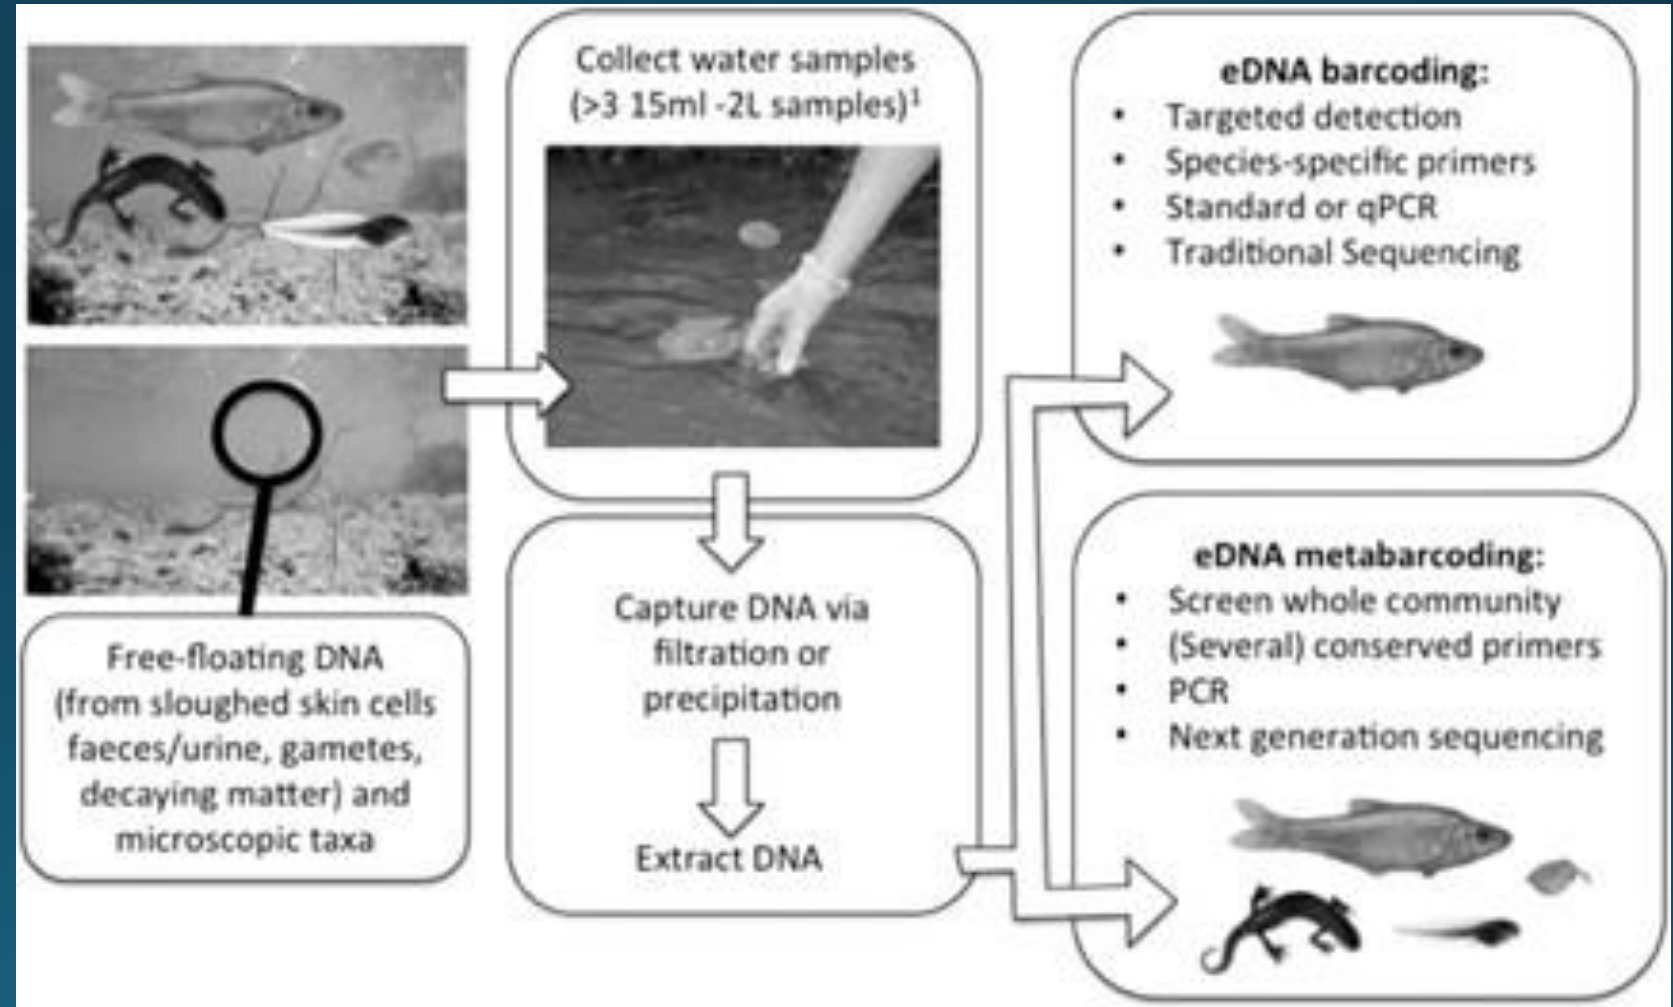 Free-floating DNA
(from sloughed skin cells
faeces/urine, gametes,
decaying matter) and
microscopic taxa
Collect water samples
(>3 15ml -2L samples)¹
Capture DNA via
filtration or
precipitation
Extract DNA
eDNA barcoding:
• Targeted detection
• Species-specific primers
• Standard or qPCR
• Traditional Sequencing
eDNA metabarcoding:
• Screen whole community
• (Several) conserved primers
• PCR
• Next generation sequencing